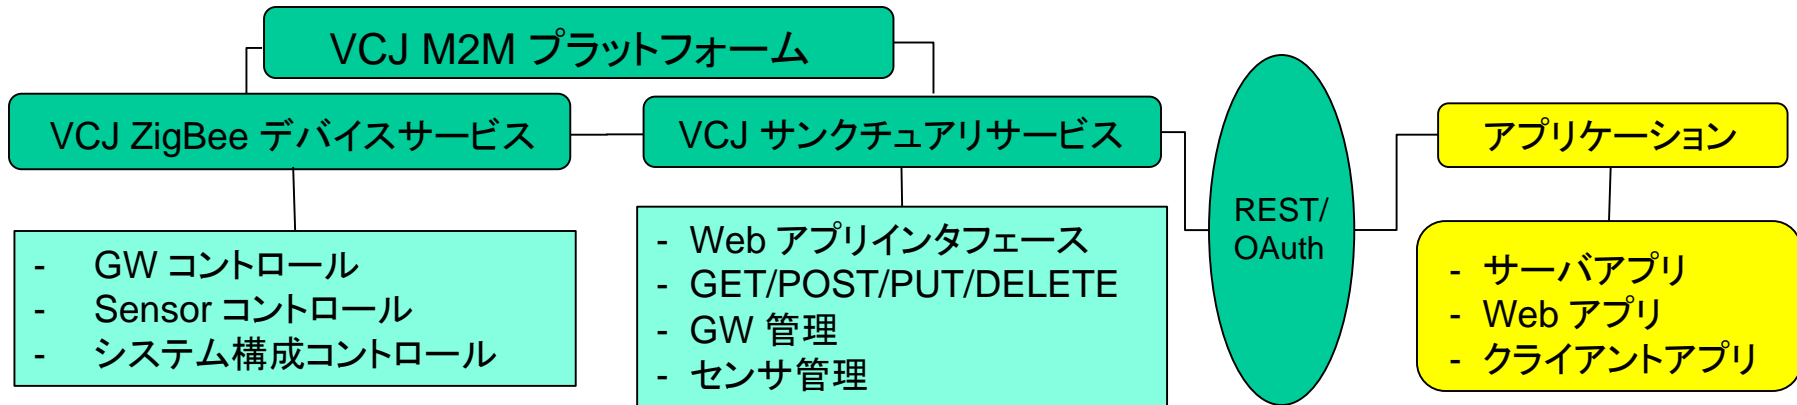 VCJ M2M プラットフォーム
VCJ ZigBee デバイスサービス
VCJ サンクチュアリサービス
アプリケーション
REST/
OAuth
- GW コントロール
- Sensor コントロール
- システム構成コントロール
- Web アプリインタフェース
- GET/POST/PUT/DELETE
- GW 管理
- センサ管理
- サーバアプリ
- Web アプリ
- クライアントアプリ